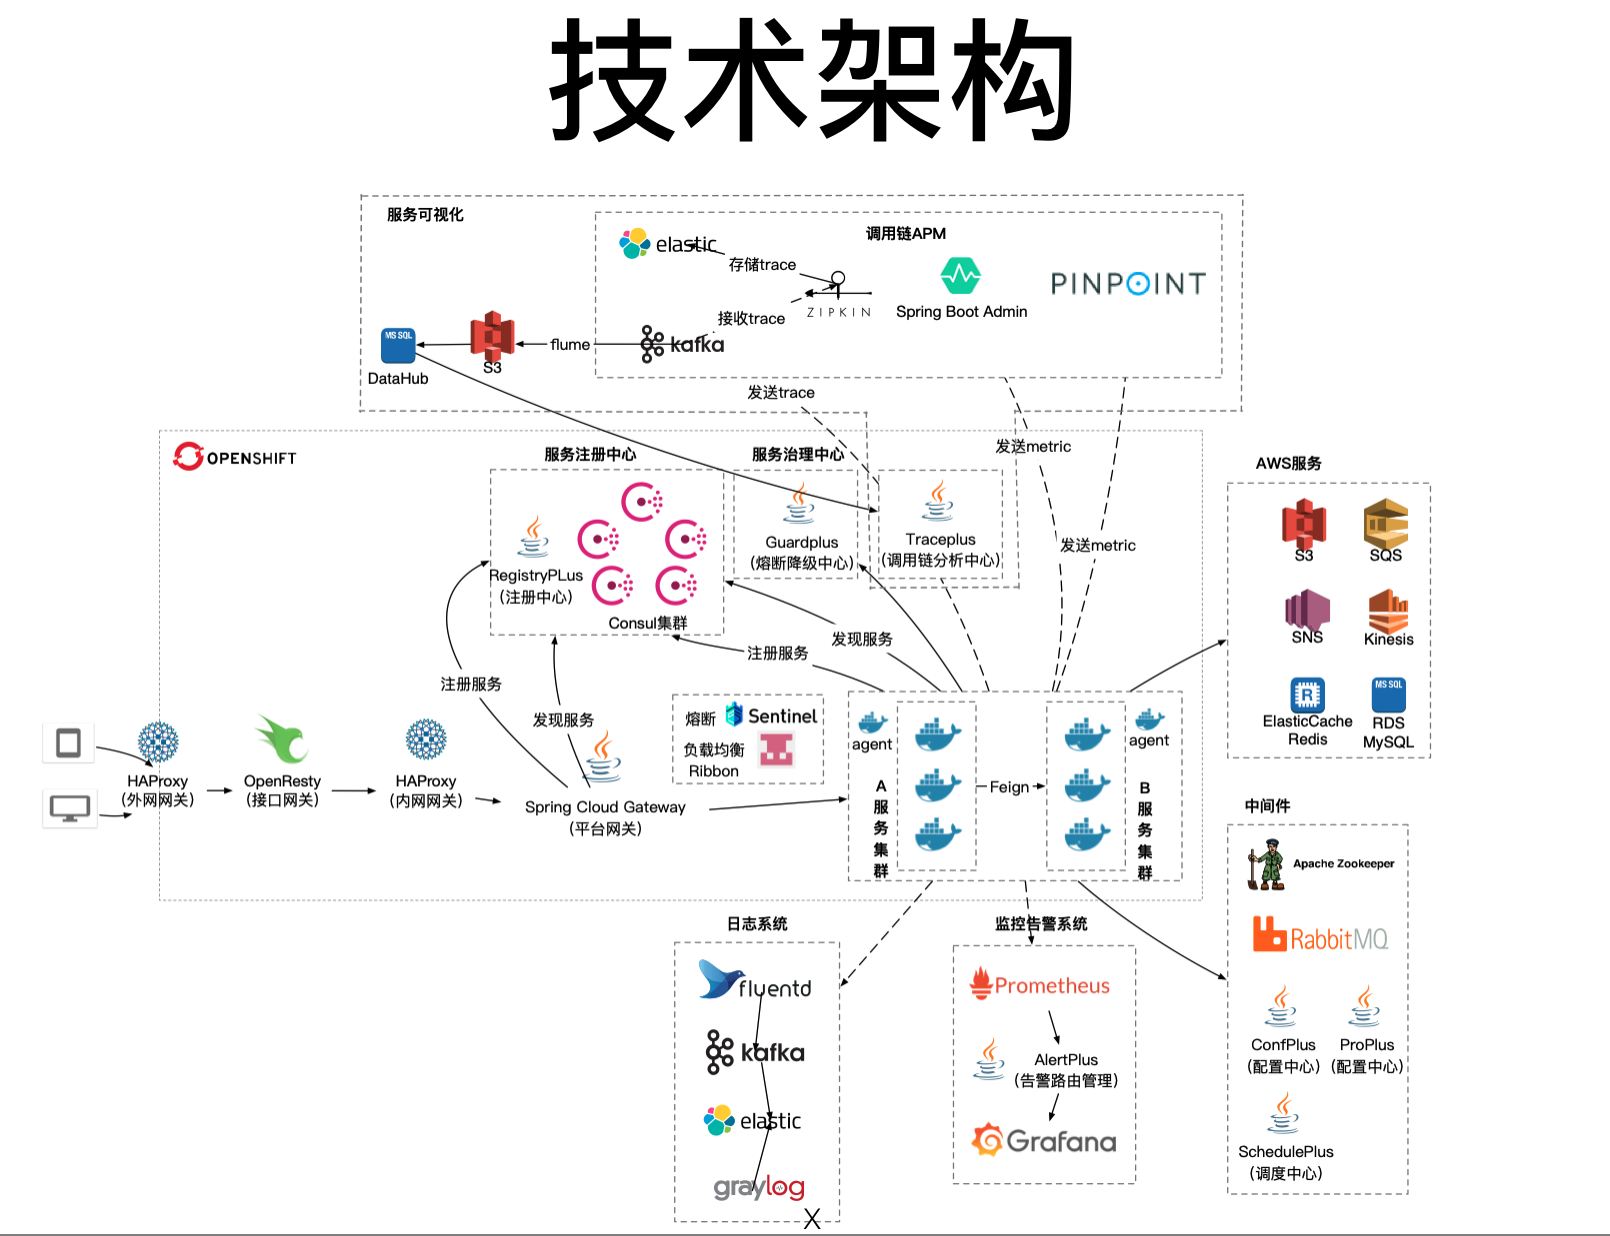 技术架构
服务可视化
调用链APM
elastic
存储trace
ZIPKIN
Spring Boot Admin
PINPOINT
接收trace
MS SQL
DataHub
S3
flume
kafka
发送trace
发送metric
OPENSHIFT
服务注册中心
服务治理中心
AWS服务
RegistryPLus
(注册中心)
Consul集群
Guardplus
(熔断降级中心)
Traceplus
(调用链分析中心)
发送metric
S3
SQS
SNS
Kinesis
R
ElasticCache
Redis
MS SQL
RDS
MySQL
发现服务
注册服务
注册服务
发现服务
熔断
Sentinel
负载均衡
Ribbon
HAProxy
(外网网关)
OpenResty
(接口网关)
HAProxy
(内网网关)
Spring Cloud Gateway
(平台网关)
agent
A
服
务
集
群
Feign
agent
B
服
务
集
群
中间件
Apache Zookeeper
RabbitMQ
ConfPlus
(配置中心)
ProPlus
(配置中心)
SchedulePlus
(调度中心)
日志系统
fluentd
kafka
elastic
graylog
X
监控告警系统
Prometheus
AlertPlus
(告警路由管理)
Grafana